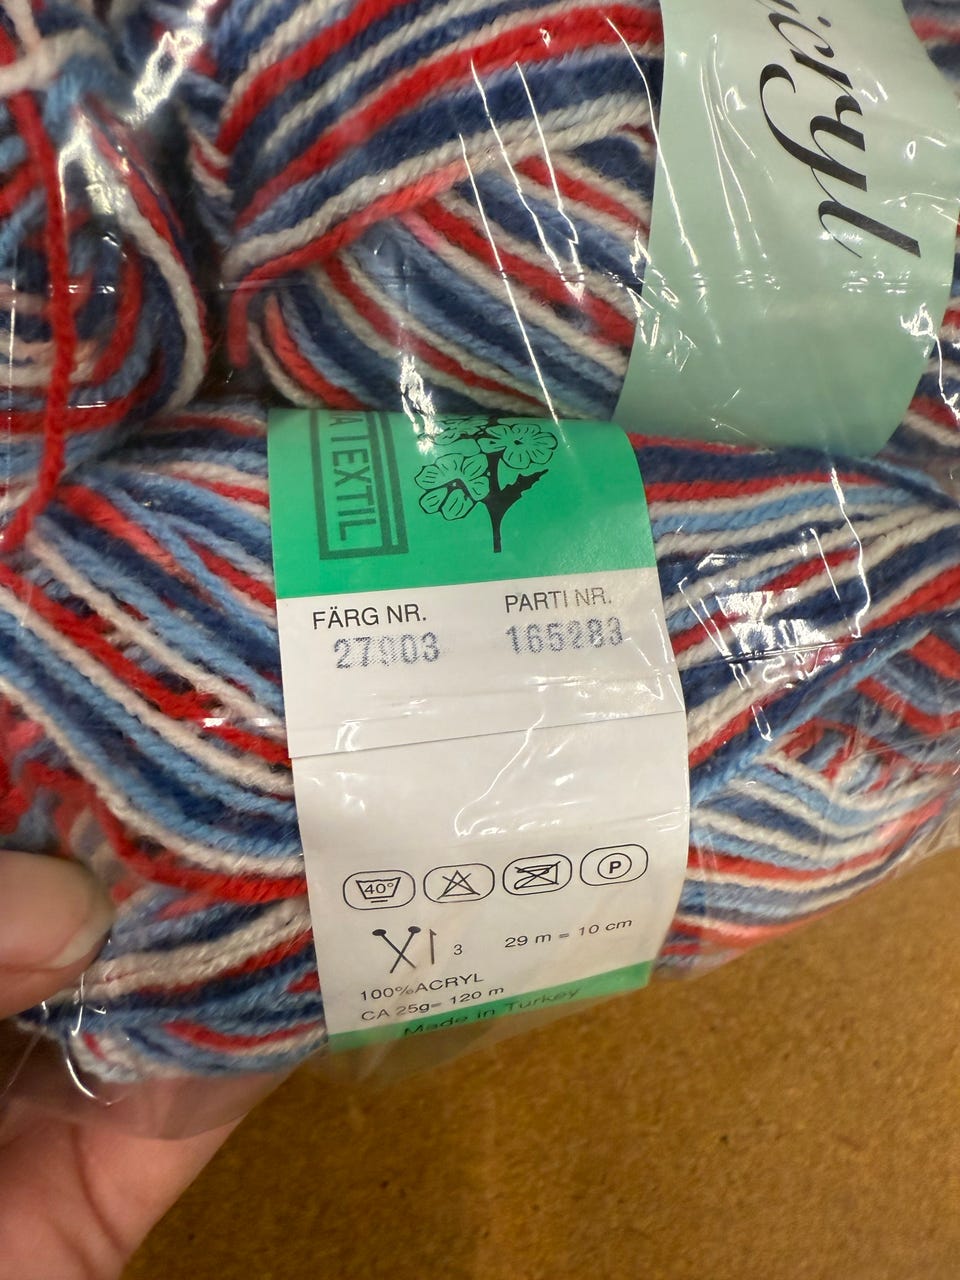 icryl
A TEXTIL
FÄRG NR.
PARTI NR.
27903
165283
40°
P
3
29 m = 10 cm
100%ACRYL
CA 25g= 120 m
Made in Turkey